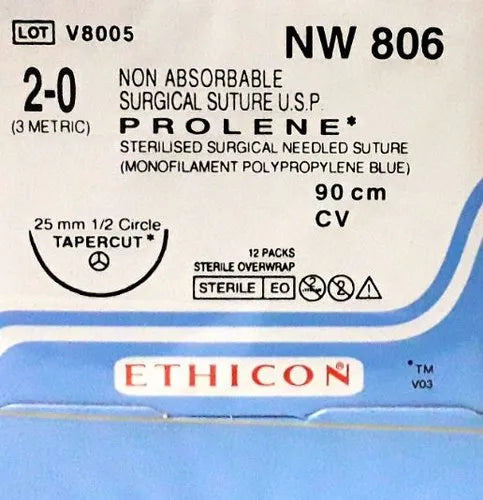 LOT V8005
NW 806
2-0
(3 METRIC)
NON ABSORBABLE
SURGICAL SUTURE U.S.P.
PROLENE*
STERILISED SURGICAL NEEDLED SUTURE
(MONOFILAMENT POLYPROPYLENE BLUE)
90 cm
CV
25 mm 1/2 Circle
TAPERCUT*
12 PACKS
STERILE OVERWRAP
STERILE EO
2
ETHICON®
*TM
V03